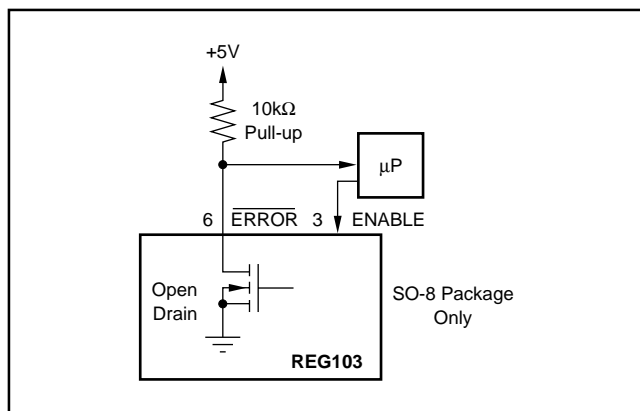 +5V
10kΩ
Pull-up
µP
6 ERROR 3 ENABLE
Open
Drain
SO-8 Package
Only
REG103